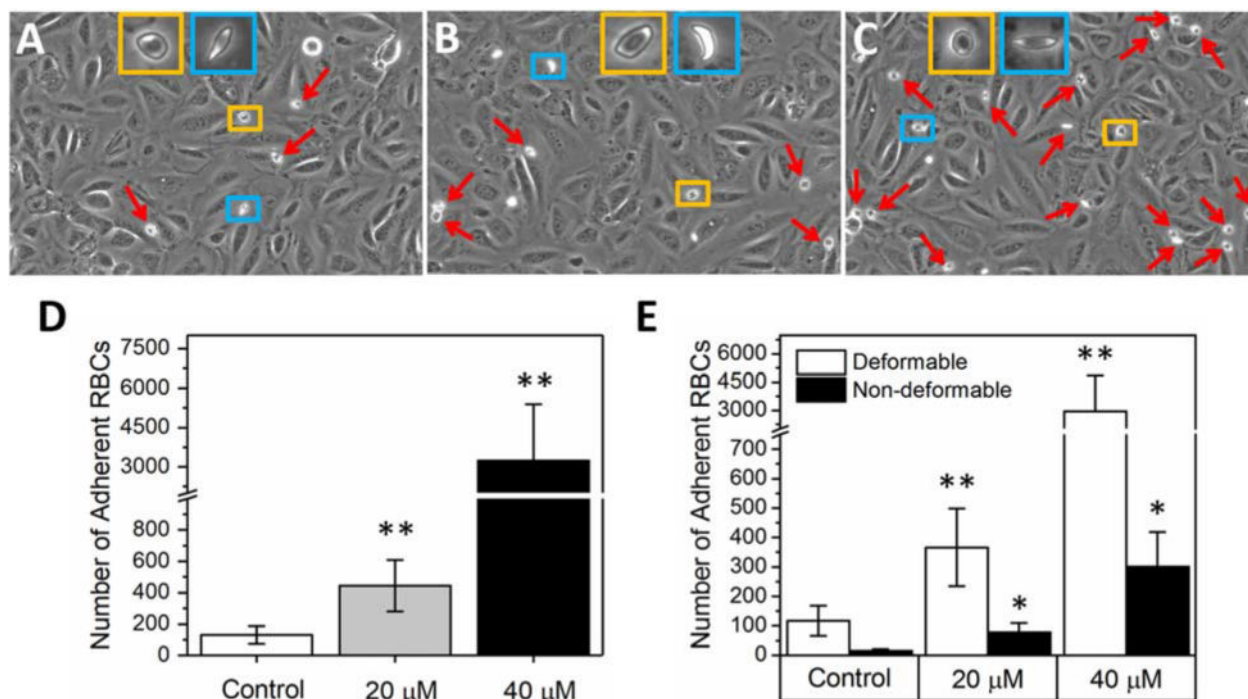 A
B
C
D
Number of Adherent RBCs
7500
6000
4500
3000
800
600
400
200
0
**
**
Control
20 μM
40 μM
E
Number of Adherent RBCs
6000
4500
3000
700
600
500
400
300
200
100
0
Deformable
Non-deformable
**
*
**
*
Control
20 μM
40 μM